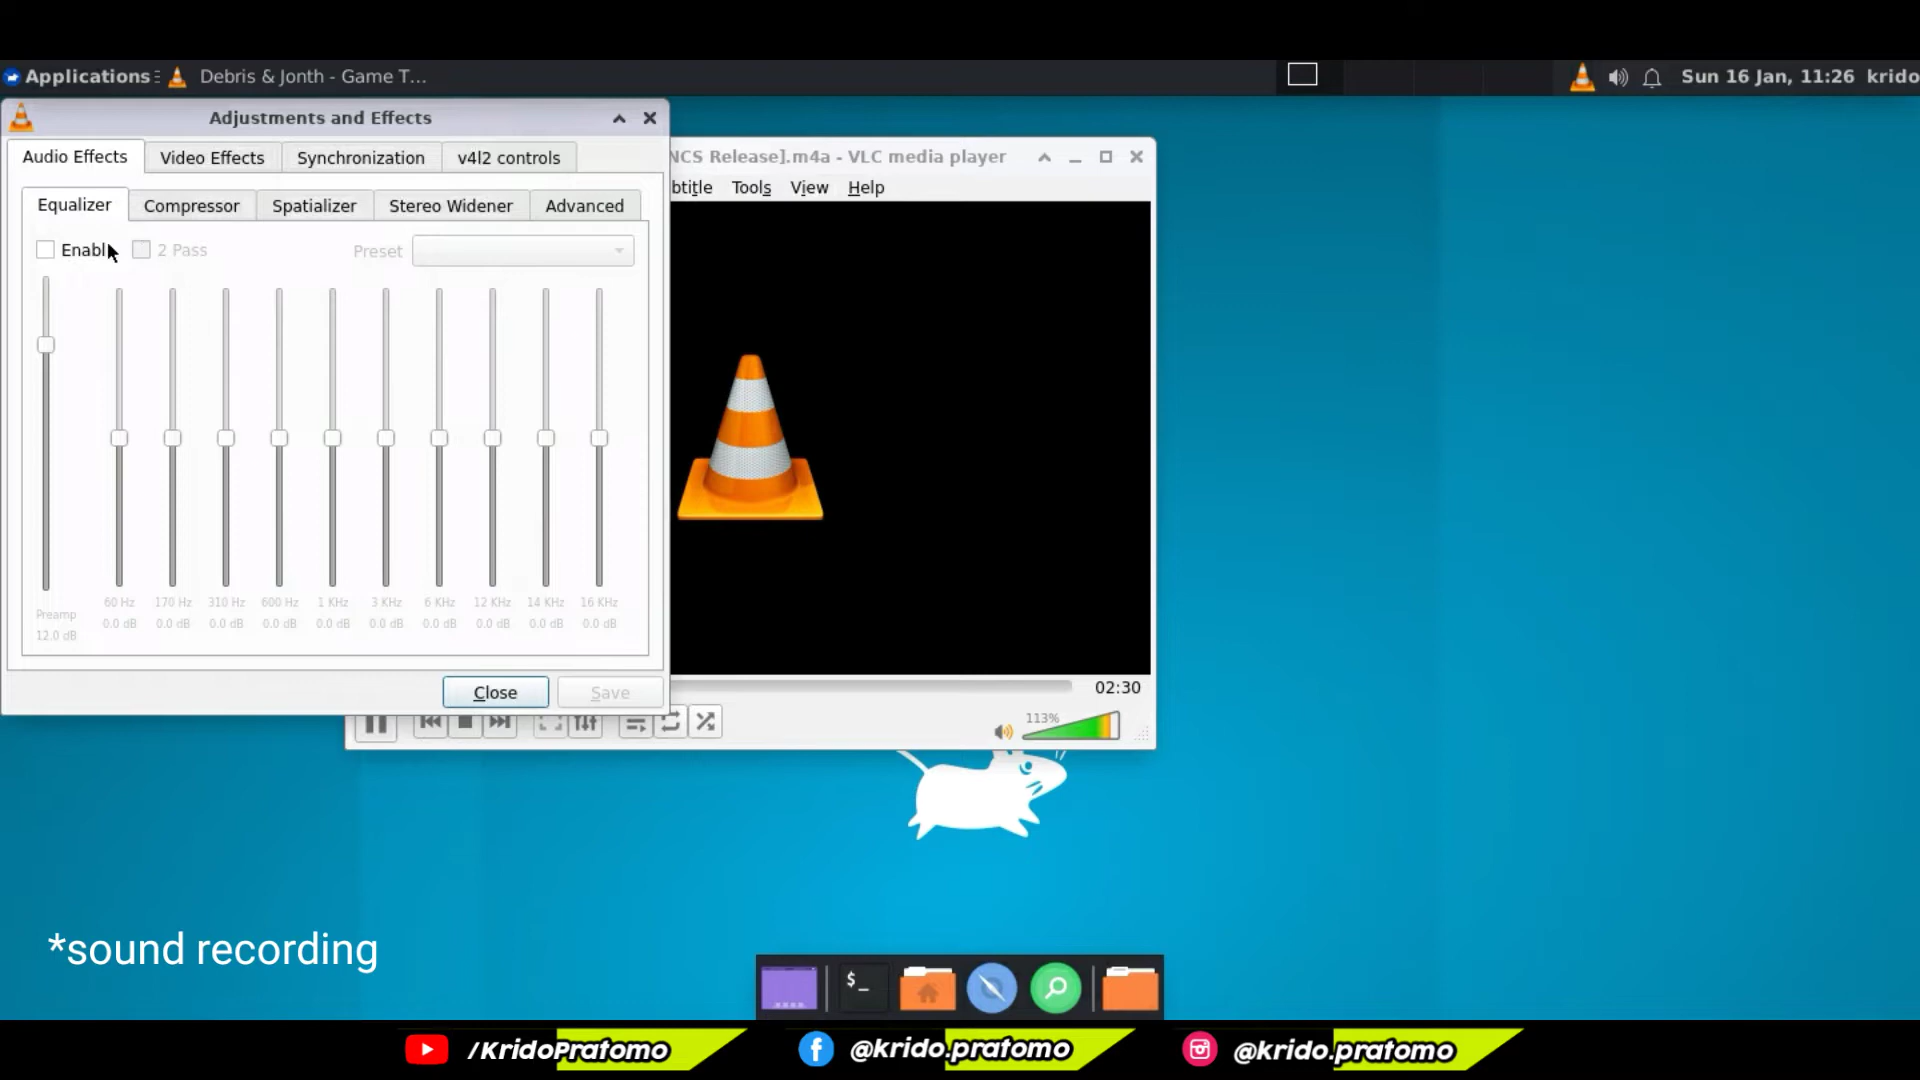 Applications
Debris & Jonth - Game T...
Sun 16 Jan, 11:26
krido
Adjustments and Effects
NCS Release].m4a - VLC media player
Audio Effects
Video Effects
Synchronization
v4l2 controls
btitle
Tools
View
Help
Equalizer
Compressor
Spatializer
Stereo Widener
Advanced
Enabl
2 Pass
Preset
60 Hz 170 Hz 310 Hz 600 Hz 1 KHz 3 KHz 6 KHz 12 KHz 14 KHz 16 KHz
Preamp
0.0 dB 0.0 dB 0.0 dB 0.0 dB 0.0 dB 0.0 dB 0.0 dB 0.0 dB 0.0 dB 0.0 dB
12.0 dB
Close
Save
02:30
113%
*sound recording
$_
/KridoPratomo
@krido.pratomo
@krido.pratomo